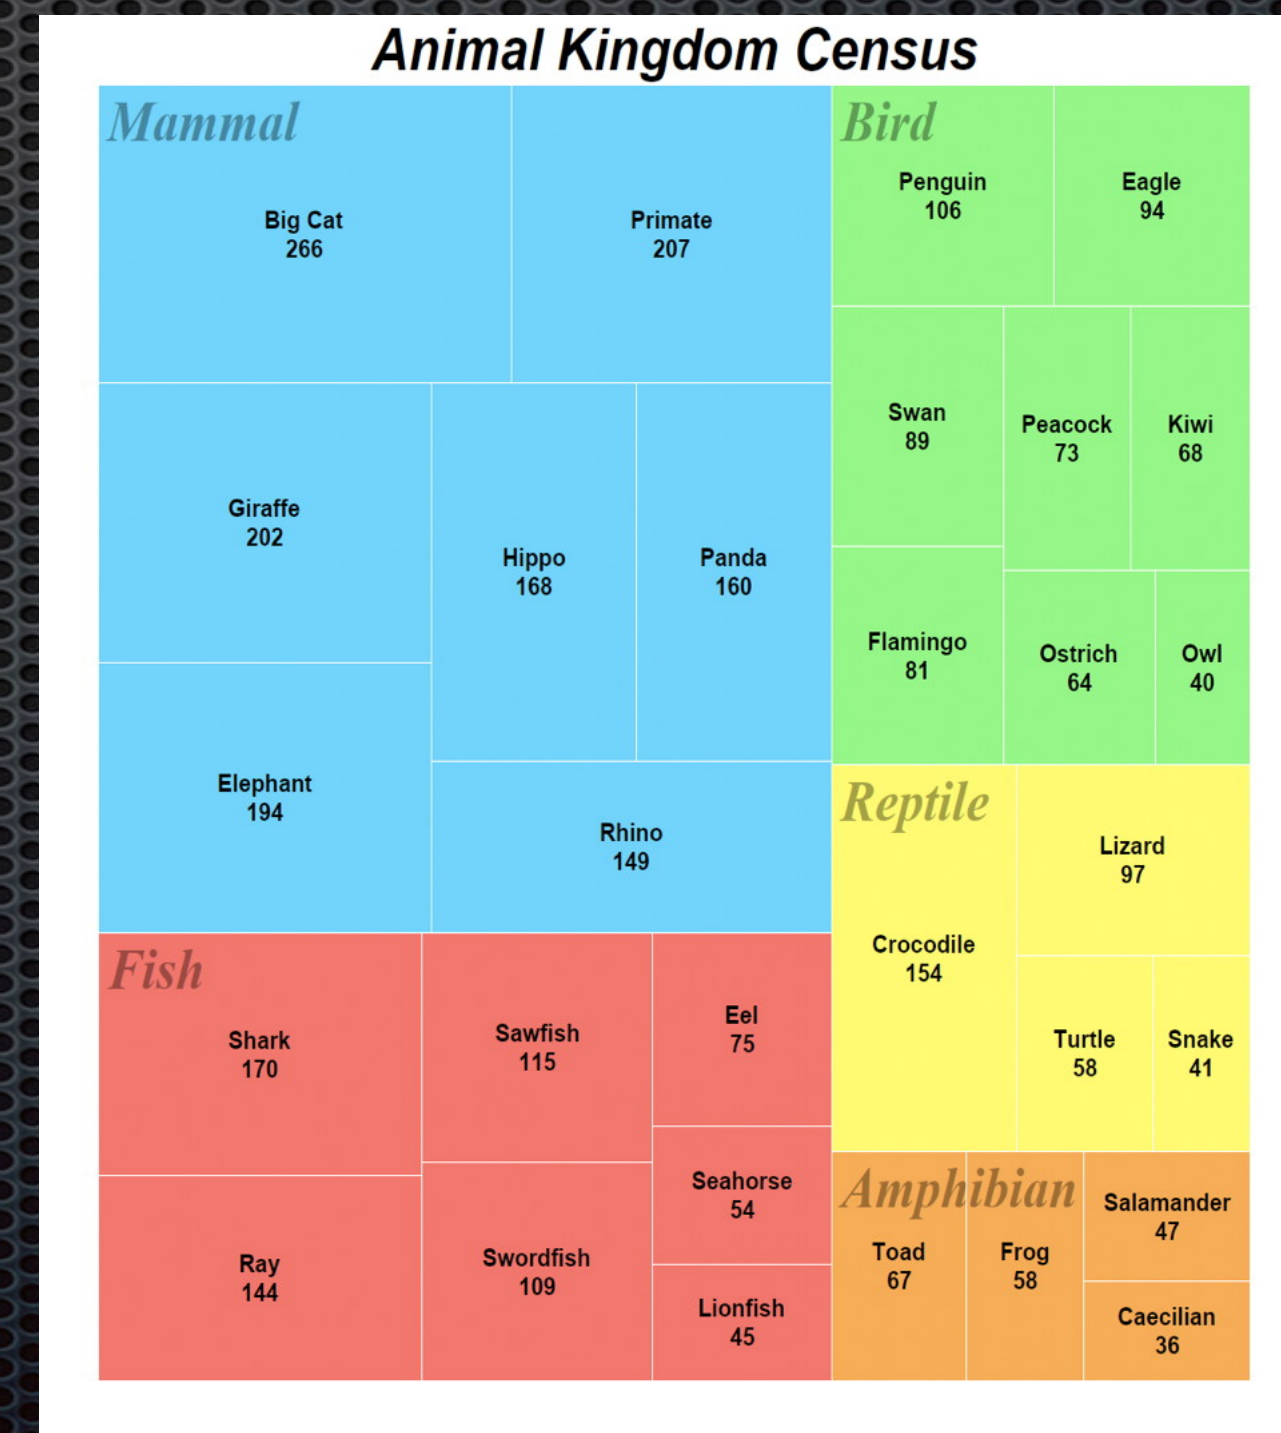 Animal Kingdom Census
Mammal
Big Cat
266
Primate
207
Giraffe
202
Hippo
168
Panda
160
Elephant
194
Rhino
149
Bird
Penguin
106
Eagle
94
Swan
89
Peacock
73
Kiwi
68
Flamingo
81
Ostrich
64
Owl
40
Reptile
Crocodile
154
Lizard
97
Turtle
58
Snake
41
Fish
Shark
170
Sawfish
115
Eel
75
Seahorse
54
Ray
144
Swordfish
109
Lionfish
45
Amphibian
Toad
67
Frog
58
Salamander
47
Caecilian
36